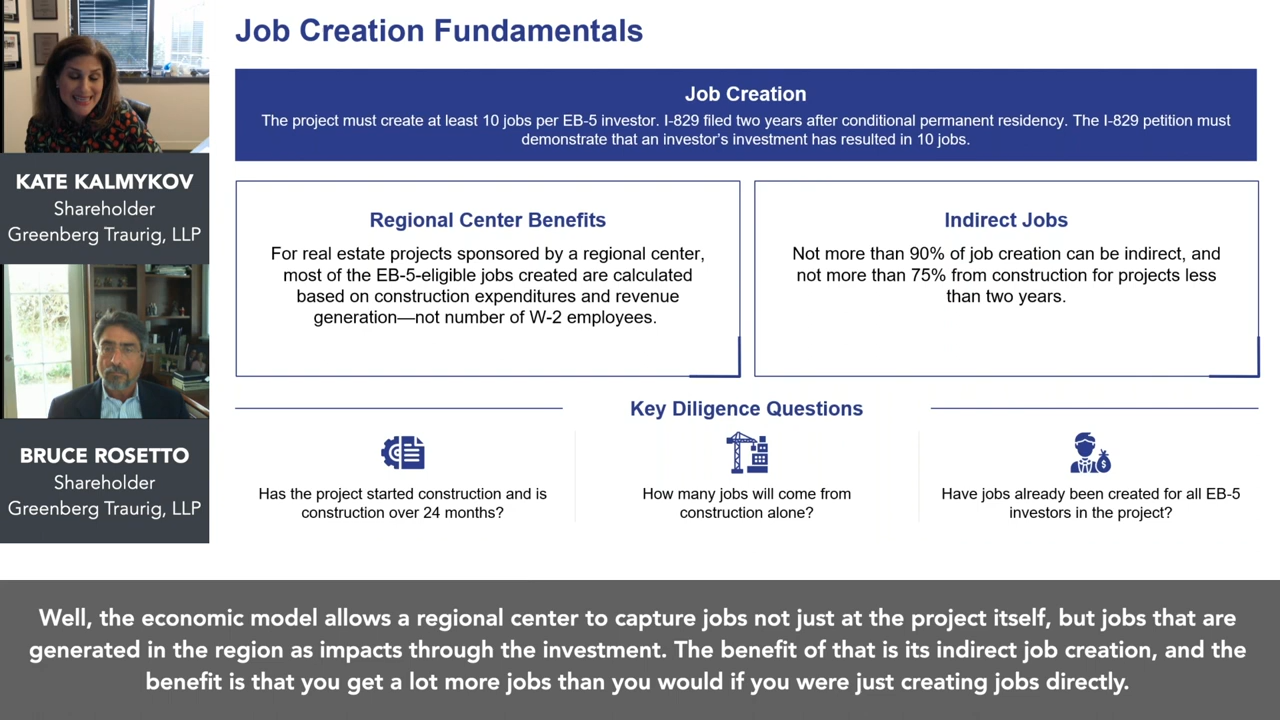 Job Creation Fundamentals
Job Creation
The project must create at least 10 jobs per EB-5 investor. I-829 filed two years after conditional permanent residency. The I-829 petition must
demonstrate that an investor's investment has resulted in 10 jobs.
KATE KALMYKOV
Shareholder
Greenberg Traurig, LLP
BRUCE ROSETTO
Shareholder
Greenberg Traurig, LLP
Regional Center Benefits
For real estate projects sponsored by a regional center,
most of the EB-5-eligible jobs created are calculated
based on construction expenditures and revenue
generation—not number of W-2 employees.
Indirect Jobs
Not more than 90% of job creation can be indirect, and
not more than 75% from construction for projects less
than two years.
Key Diligence Questions
Has the project started construction and is
construction over 24 months?
How many jobs will come from
construction alone?
Have jobs already been created for all EB-5
investors in the project?
Well, the economic model allows a regional center to capture jobs not just at the project itself, but jobs that are
generated in the region as impacts through the investment. The benefit of that is its indirect job creation, and the
benefit is that you get a lot more jobs than you would if you were just creating jobs directly.